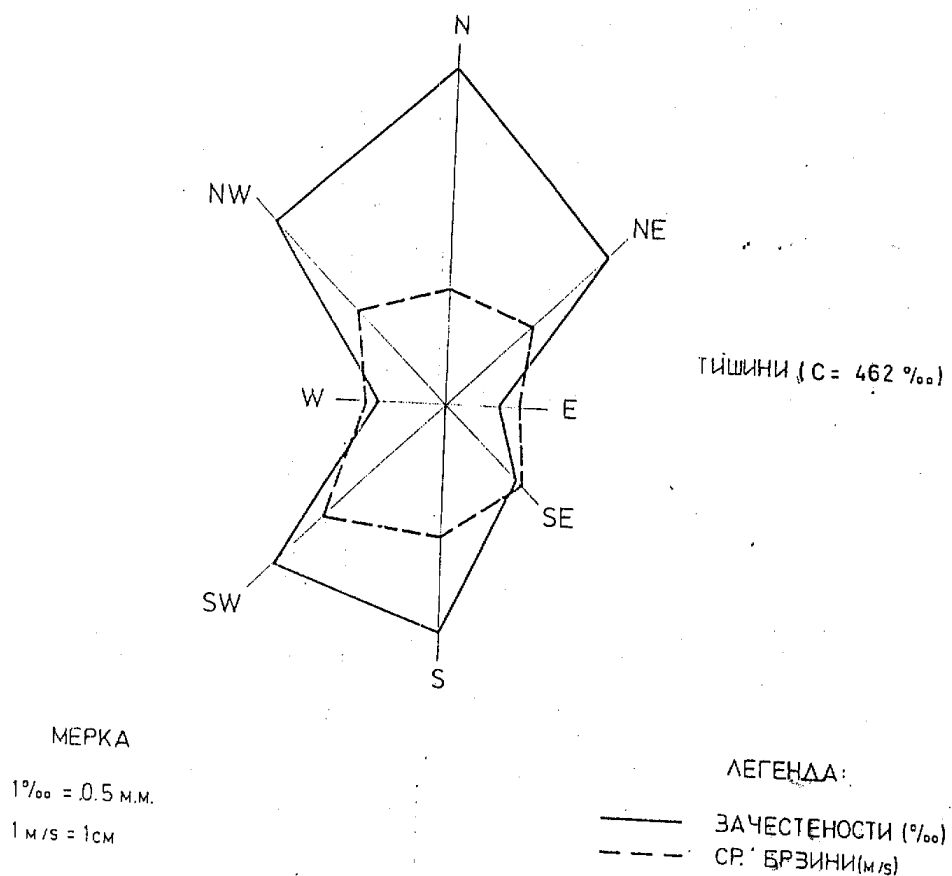 N
NW
NE
ТИШИНИ (C = 462 ‰)
W
E
SE
SW
S
МЕРКА
1‰ = 0.5 м.м.
1 м/s = 1см
ЛЕГЕНДА:
ЗАЧЕСТЕНОСТИ (‰)
СР. БРЗИНИ (м/s)